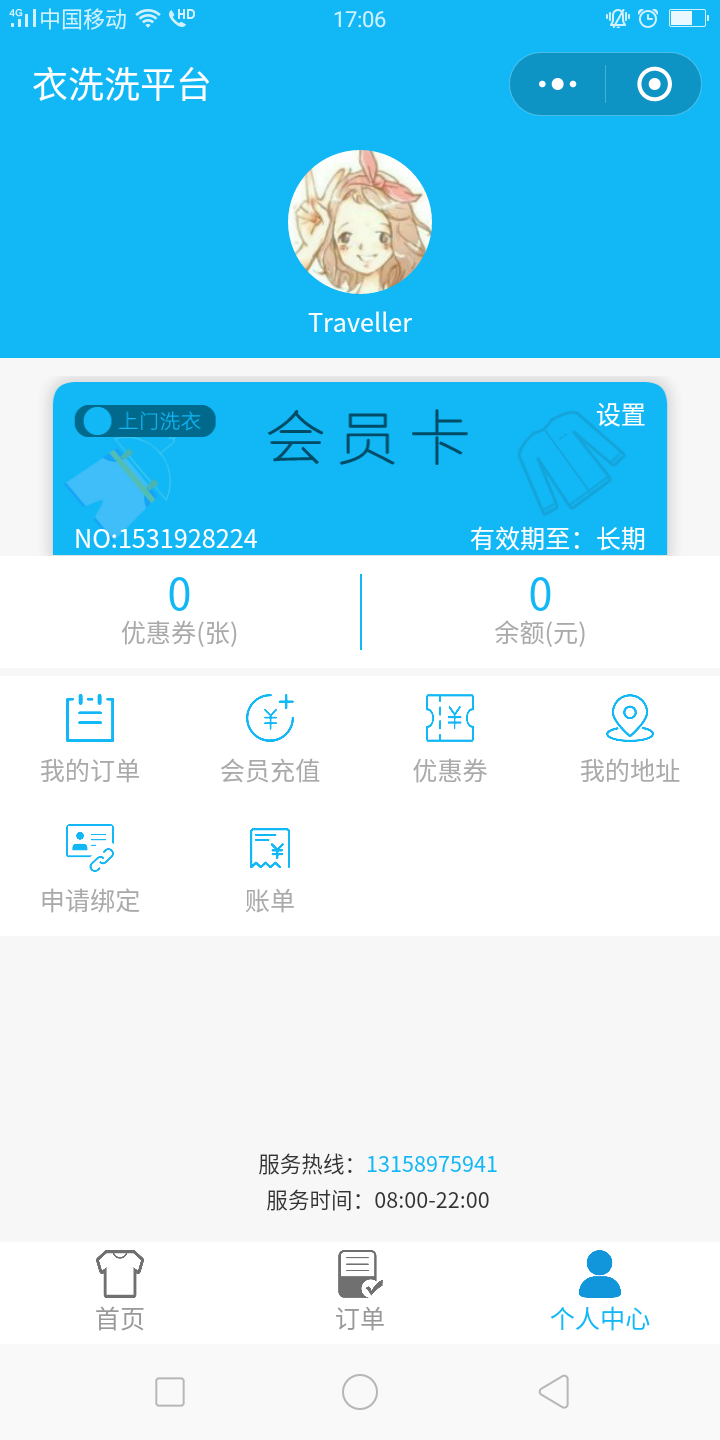 4G 中国移动 HD 17:06
衣洗洗平台
Traveller
上门洗衣 会员卡 设置
NO:1531928224 有效期至：长期
0 0
优惠券(张) 余额(元)
我的订单 会员充值 优惠券 我的地址
申请绑定 账单
服务热线：13158975941
服务时间：08:00-22:00
首页 订单 个人中心